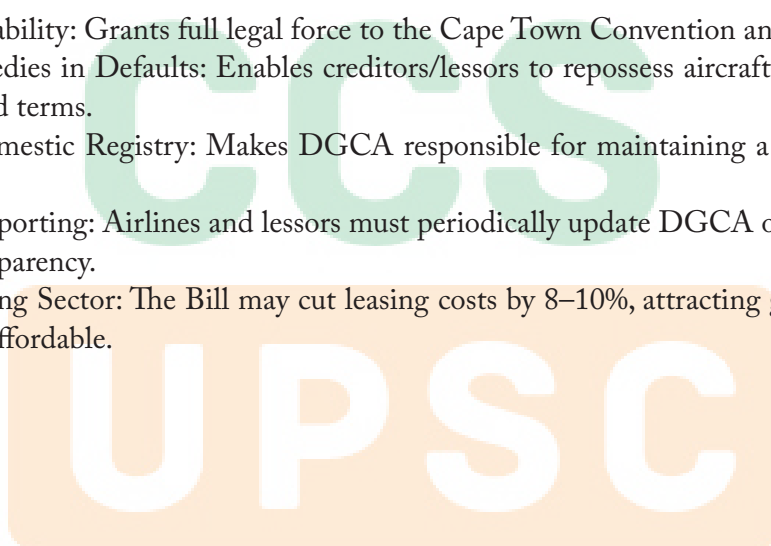 ability: Grants full legal force to the Cape Town Convention an
edies in Defaults: Enables creditors/lessors to repossess aircraft
d terms.
mestic Registry: Makes DGCA responsible for maintaining a
porting: Airlines and lessors must periodically update DGCA o
parency.
ng Sector: The Bill may cut leasing costs by 8–10%, attracting g
ffordable.
CCS
UPSC